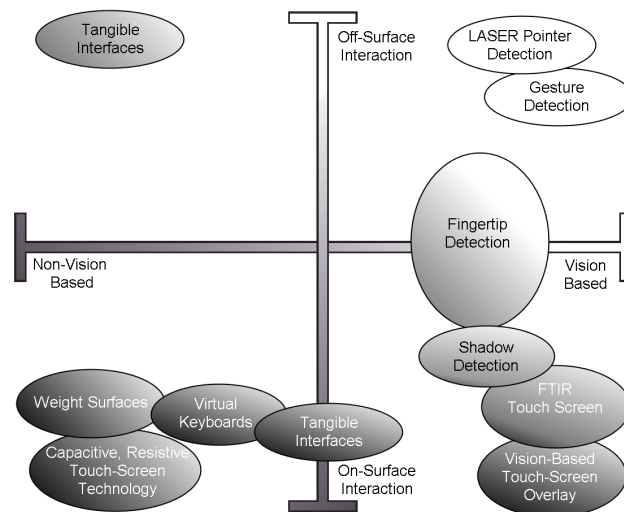 Tangible
Interfaces
Off-Surface
Interaction
LASER Pointer
Detection
Gesture
Detection
Fingertip
Detection
Non-Vision
Based
Vision
Based
Shadow
Detection
Weight Surfaces
Virtual
Keyboards
Tangible
Interfaces
FTIR
Touch Screen
Capacitive, Resistive
Touch-Screen
Technology
On-Surface
Interaction
Vision-Based
Touch-Screen
Overlay